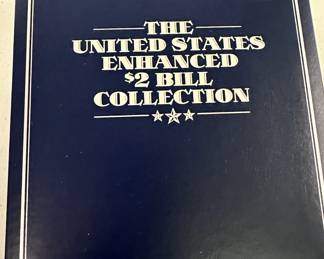 THE
UNITED STATES
ENHANCED
$2 BILL
COLLECTION